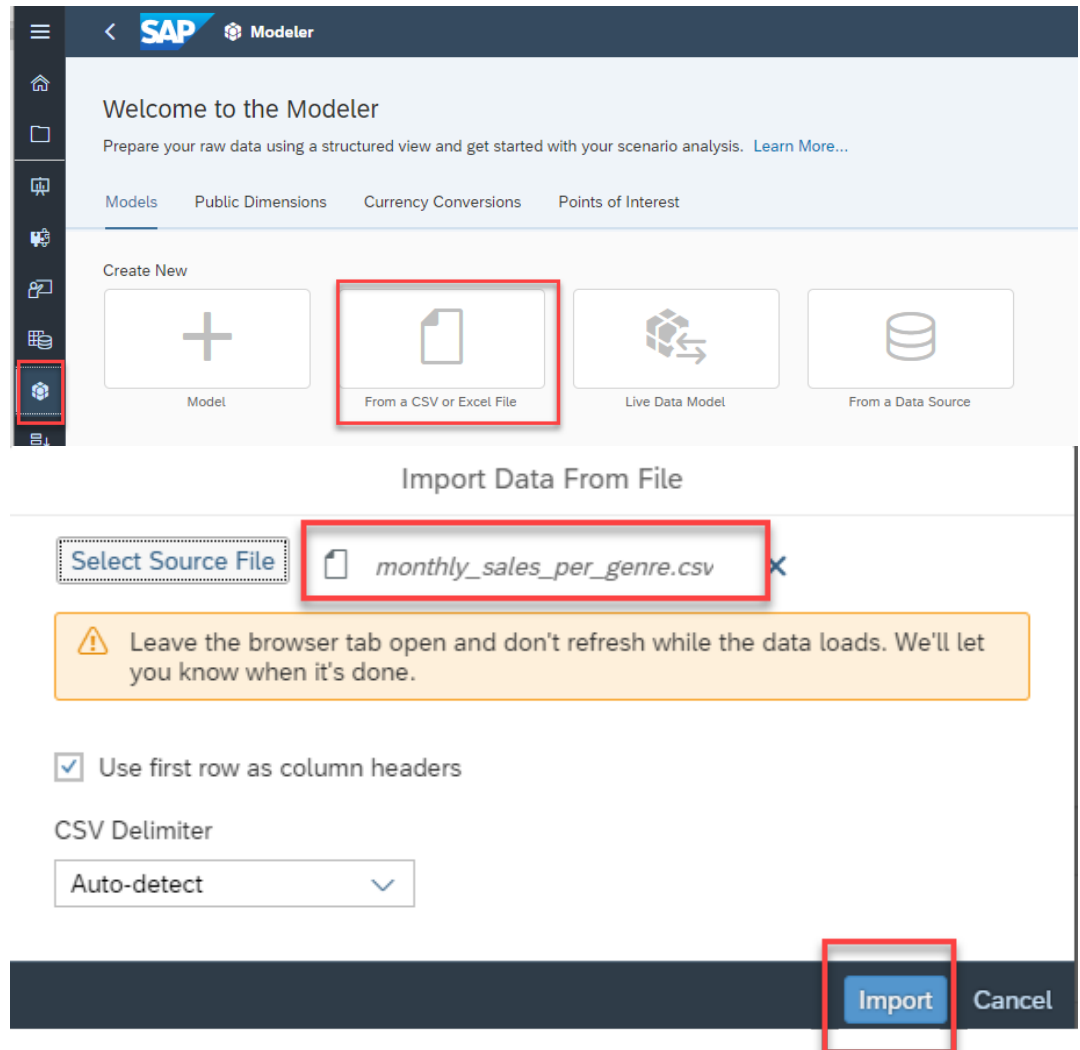 SAP Modeler
Welcome to the Modeler
Prepare your raw data using a structured view and get started with your scenario analysis. Learn More...
Models Public Dimensions Currency Conversions Points of Interest
Create New
Model From a CSV or Excel File Live Data Model From a Data Source
Import Data From File
Select Source File monthly_sales_per_genre.csv
Leave the browser tab open and don't refresh while the data loads. We'll let
you know when it's done.
Use first row as column headers
CSV Delimiter
Auto-detect
Import Cancel